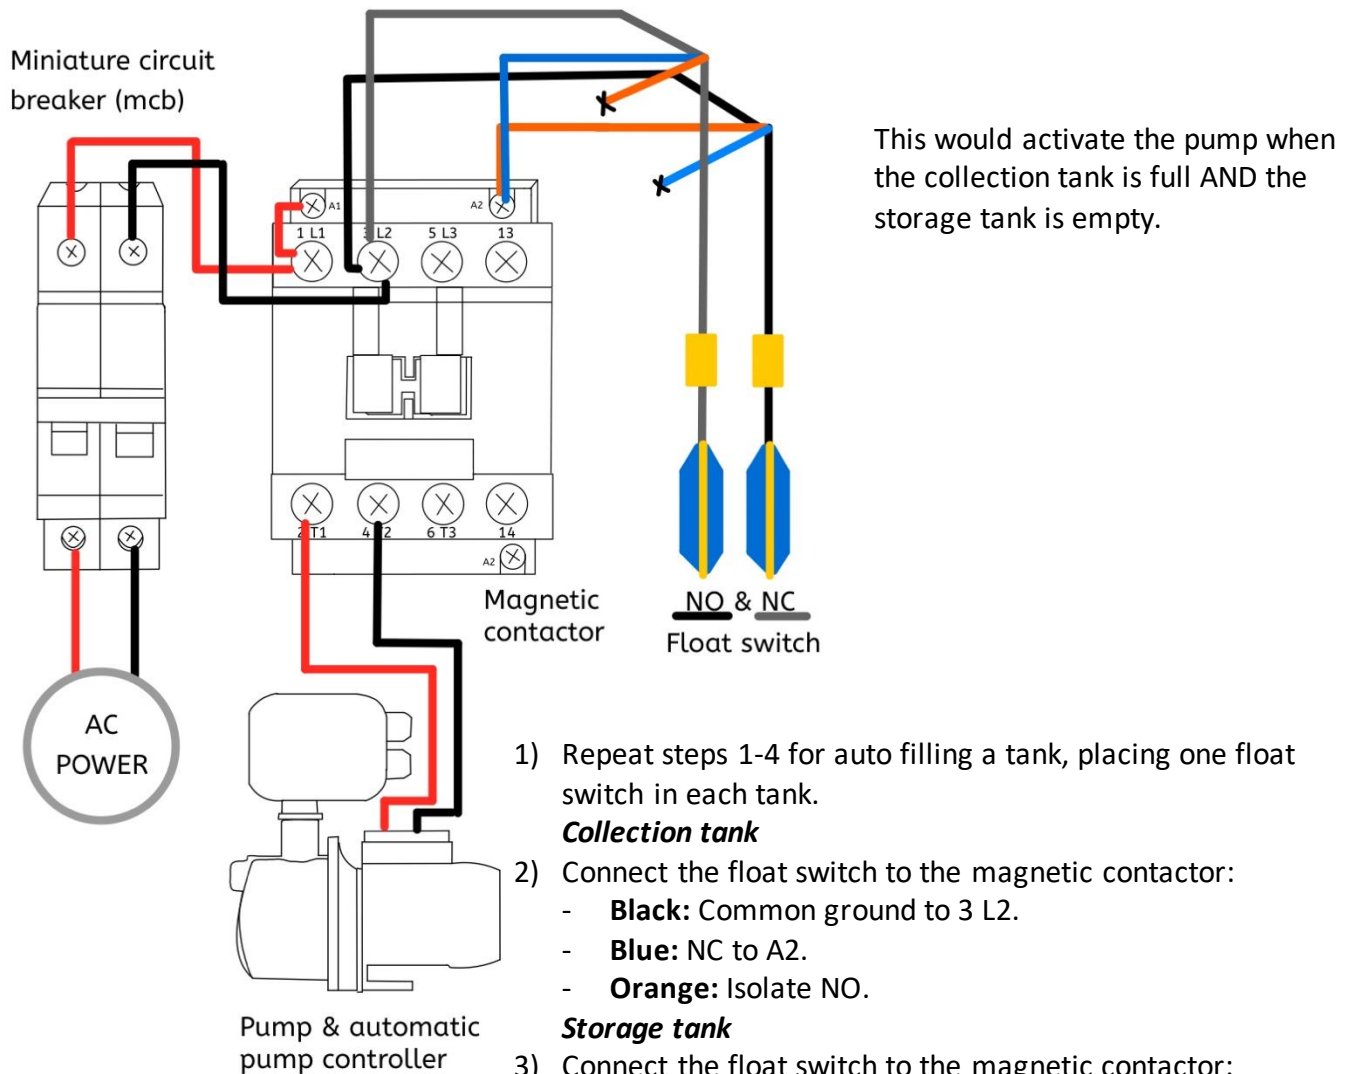 Miniature circuit
breaker (mcb)
This would activate the pump when
the collection tank is full AND the
storage tank is empty.
A1
A2
1 L1
3 L2
5 L3
13
2 T1
4 T2
6 T3
14
A2
Magnetic
contactor
NO & NC
Float switch
AC
POWER
Pump & automatic
pump controller
1) Repeat steps 1-4 for auto filling a tank, placing one float
switch in each tank.
Collection tank
2) Connect the float switch to the magnetic contactor:
- Black: Common ground to 3 L2.
- Blue: NC to A2.
- Orange: Isolate NO.
Storage tank
3) Connect the float switch to the magnetic contactor: